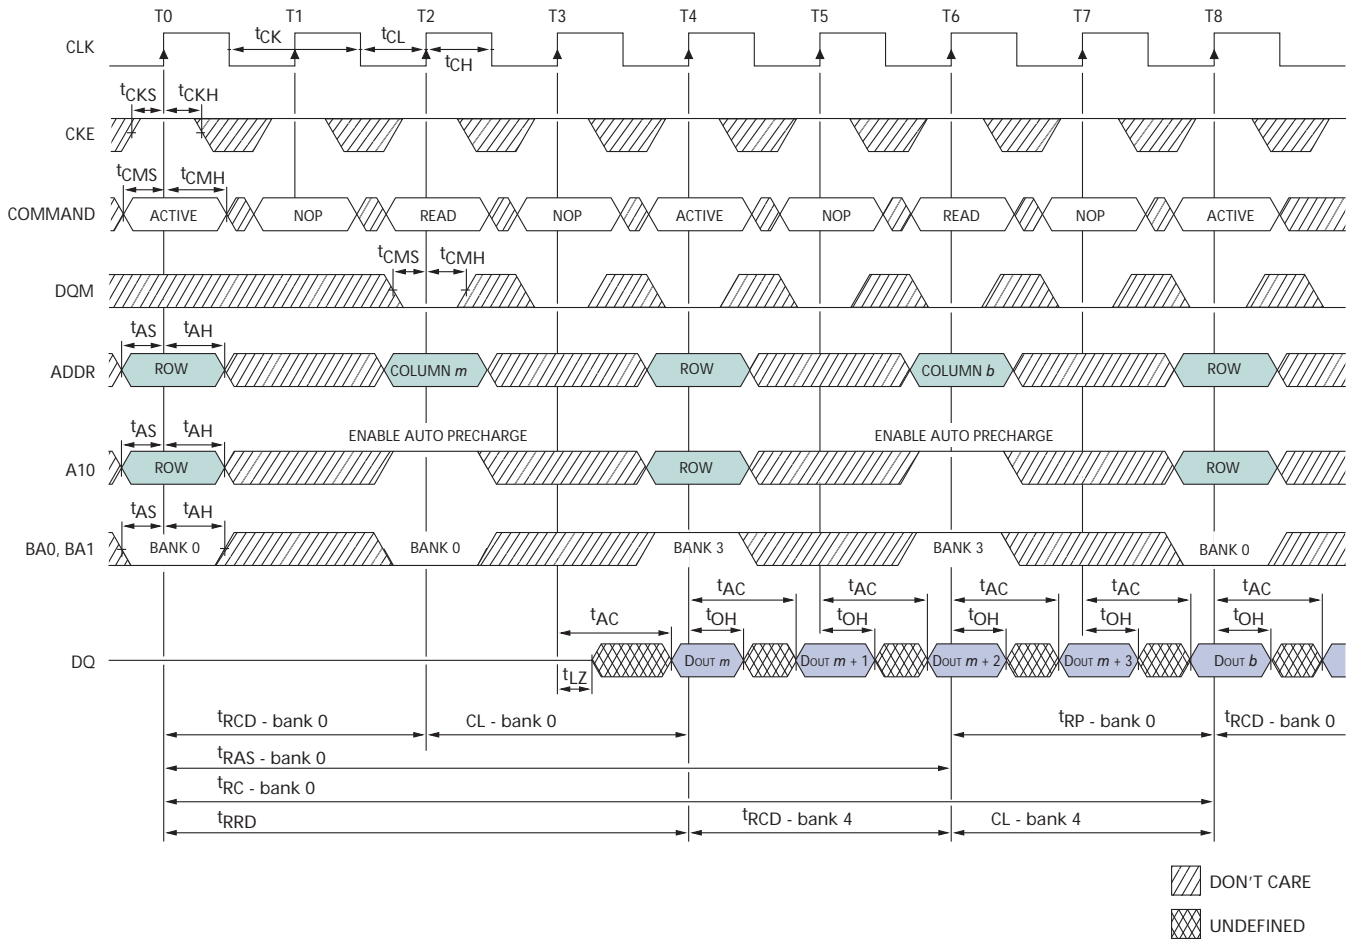 T0 T1 T2 T3 T4 T5 T6 T7 T8
CLK tCK tCL tCH
tCKS tCKH
CKE
tCMS tCMH
COMMAND ACTIVE NOP READ NOP ACTIVE NOP READ NOP ACTIVE
tCMS tCMH
DQM
tAS tAH
ADDR ROW COLUMN m ROW COLUMN b ROW
tAS tAH ENABLE AUTO PRECHARGE ENABLE AUTO PRECHARGE
A10 ROW ROW ROW
tAS tAH
BA0, BA1 BANK 0 BANK 0 BANK 3 BANK 3 BANK 0
tAC tAC tAC tAC tAC tAC
tOH tOH tOH tOH tOH
DQ DOUT m DOUT m + 1 DOUT m + 2 DOUT m + 3 DOUT b
tLZ
tRCD - bank 0 CL - bank 0 tRP - bank 0 tRCD - bank 0
tRAS - bank 0
tRC - bank 0
tRRD tRCD - bank 4 CL - bank 4
DON'T CARE
UNDEFINED